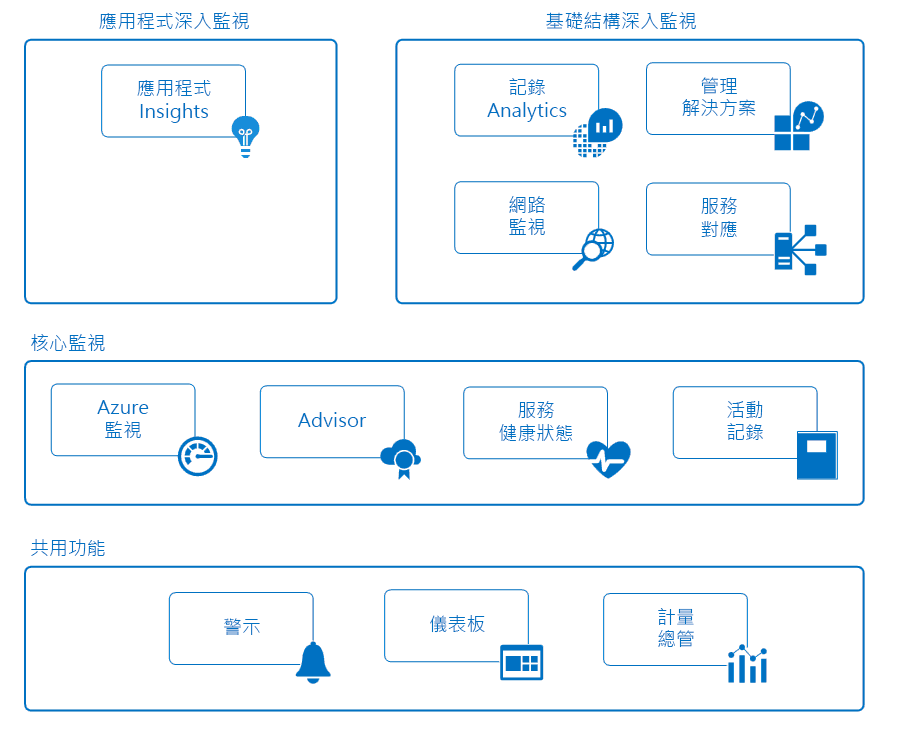 應用程式深入監視
應用程式
Insights
基礎結構深入監視
記錄
Analytics
管理
解決方案
網路
監視
服務
對應
核心監視
Azure
監視
Advisor
服務
健康狀態
活動
記錄
共用功能
警示
儀表板
計量
總管